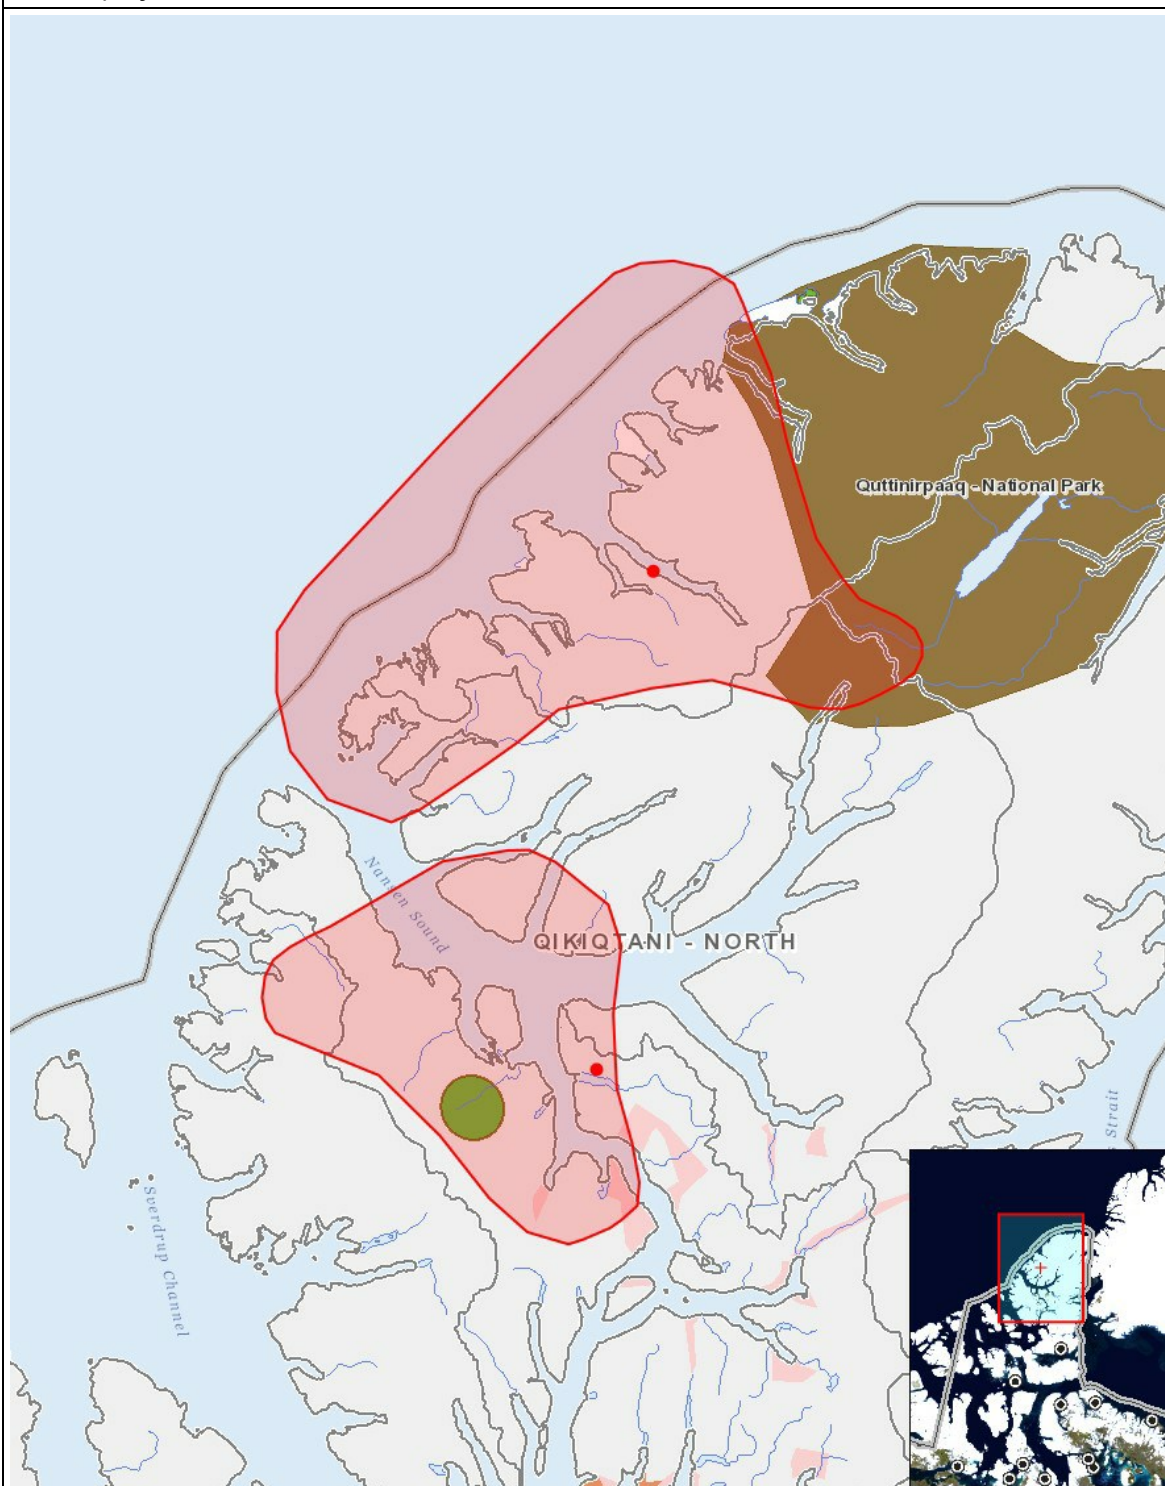 Quttinirpaaq - National Park
Nansen Sound
QIKIQTANI - NORTH
Strait
Sverdrup Channel